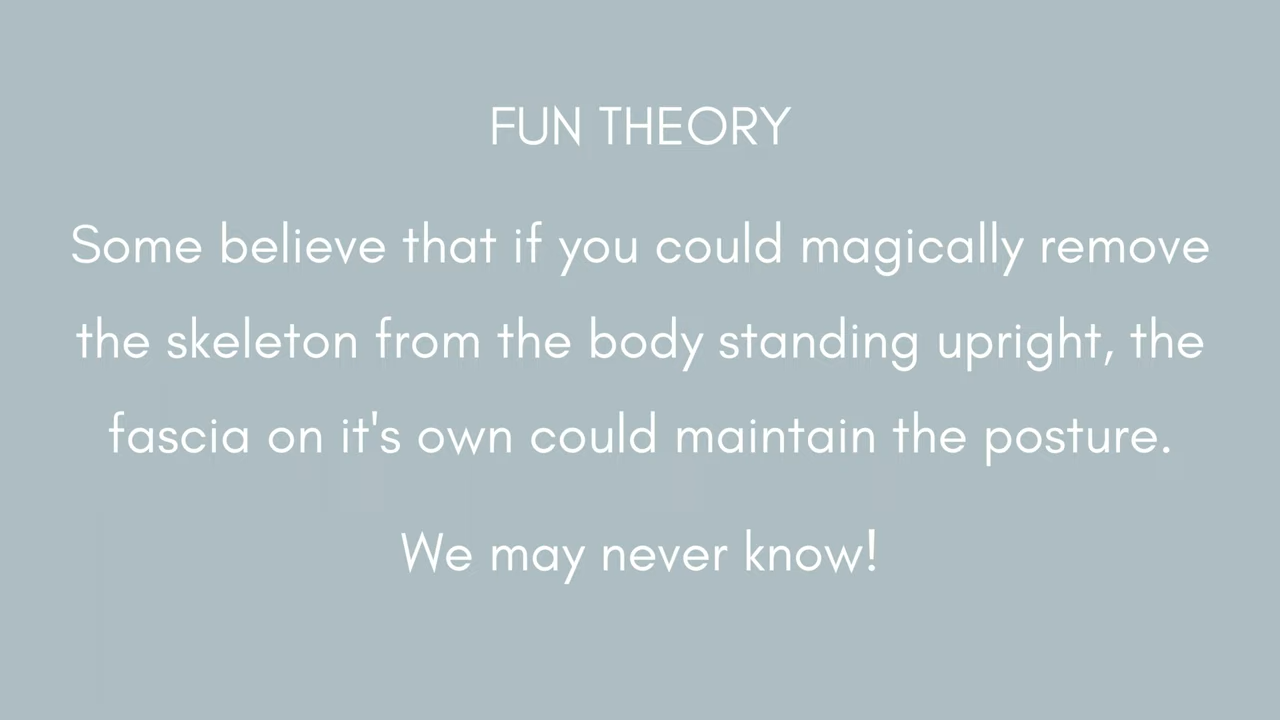 FUN THEORY
Some believe that if you could magically remove
the skeleton from the body standing upright, the
fascia on it's own could maintain the posture.
We may never know!